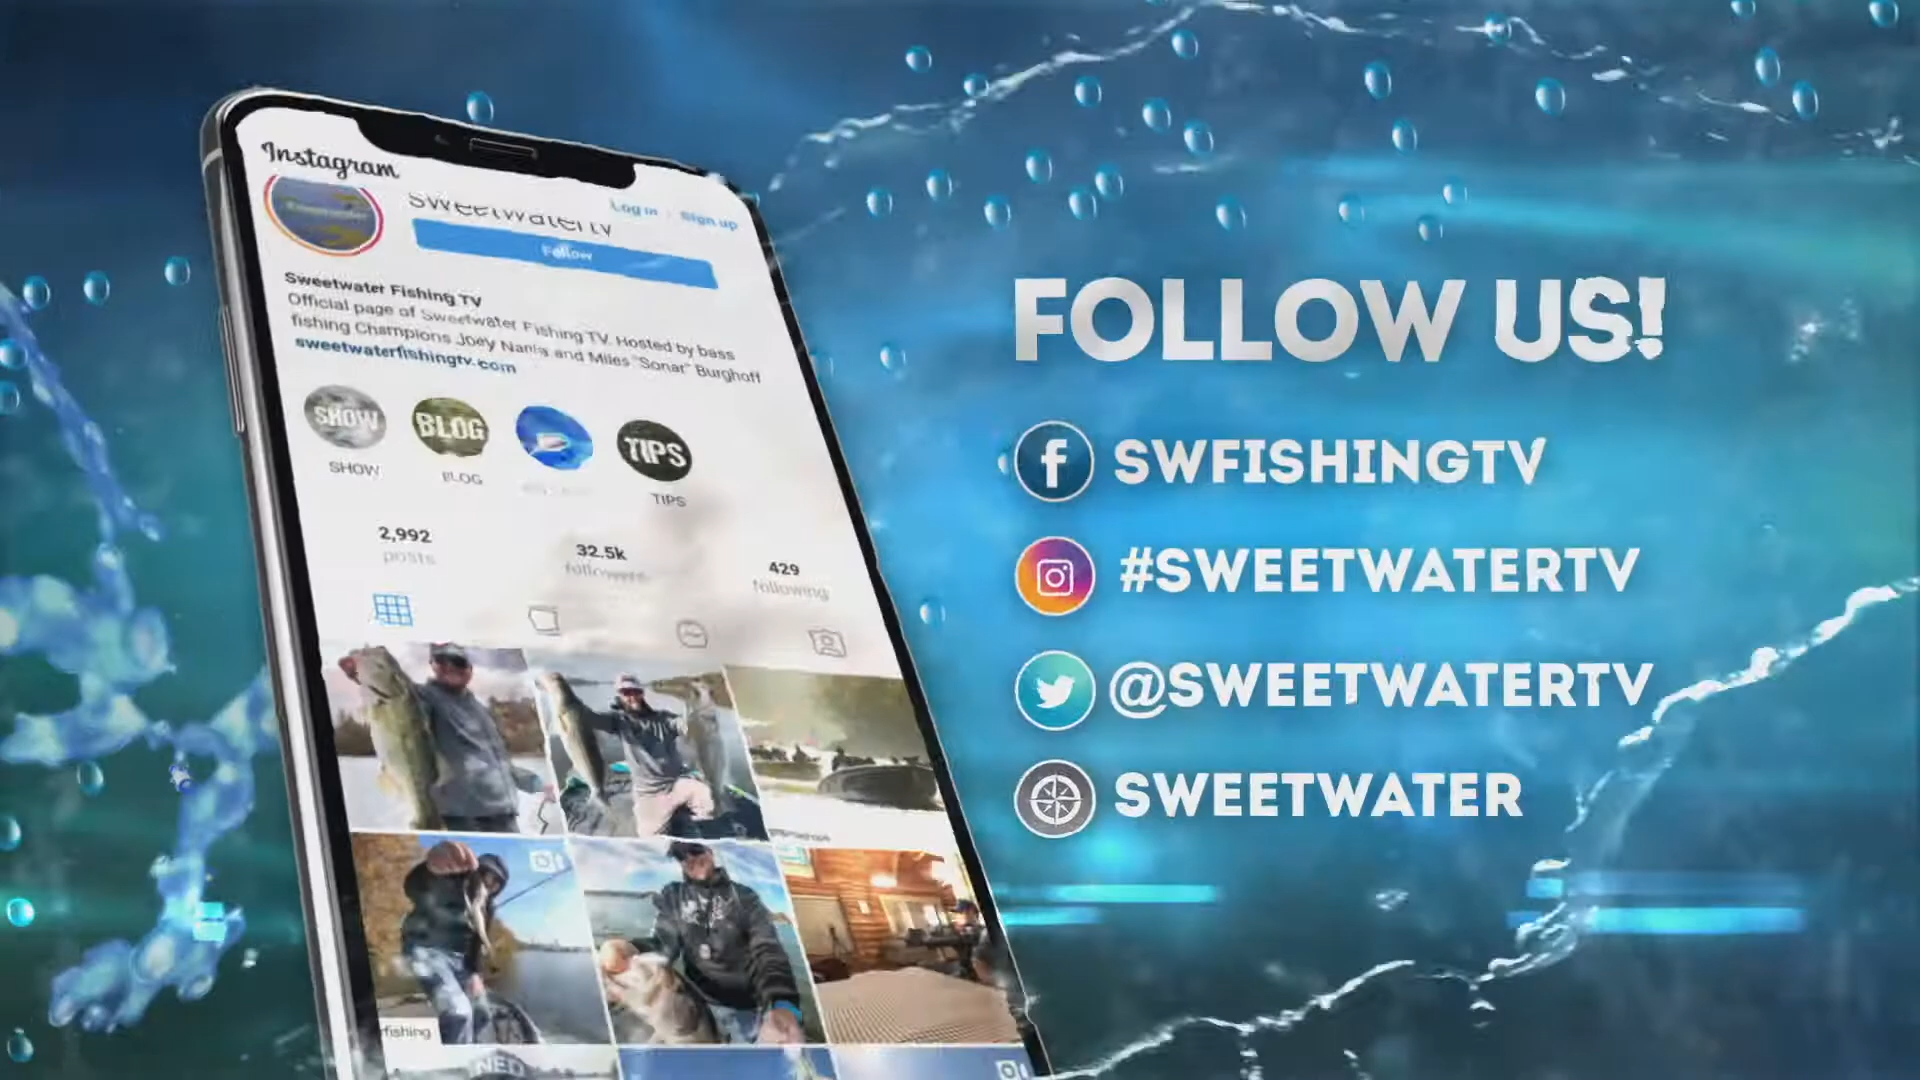 Instagram
sweetwatertv
Log in
Sign up
Follow
Sweetwater Fishing TV
Official page of Sweetwater Fishing TV. Hosted by bass
fishing Champions Joey Nania and Miles "Sonar" Burghoff
sweetwaterfishingtv.com
SHOW
BLOG
TIPS
SHOW
BLOG
TIPS
2,992
posts
32.5k
followers
429
following
rfishing
NED
FOLLOW US!
f SWFISHINGTV
#SWEETWATERTV
@SWEETWATERTV
SWEETWATER